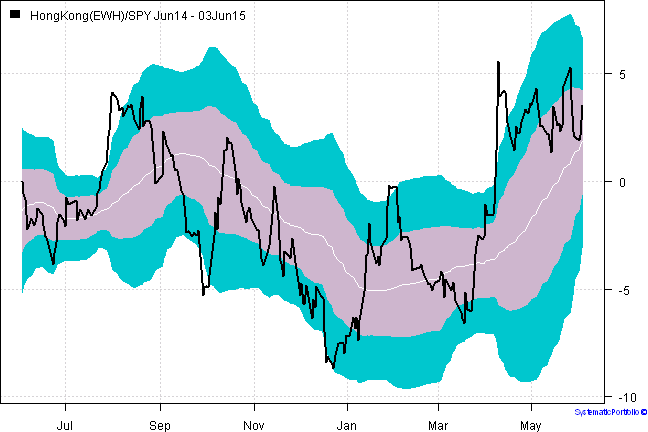 HongKong(EWH)/SPY Jun14 - 03Jun15
5
0
-5
-10
Jul Sep Nov Jan Mar May
SystematicPortfolio ©